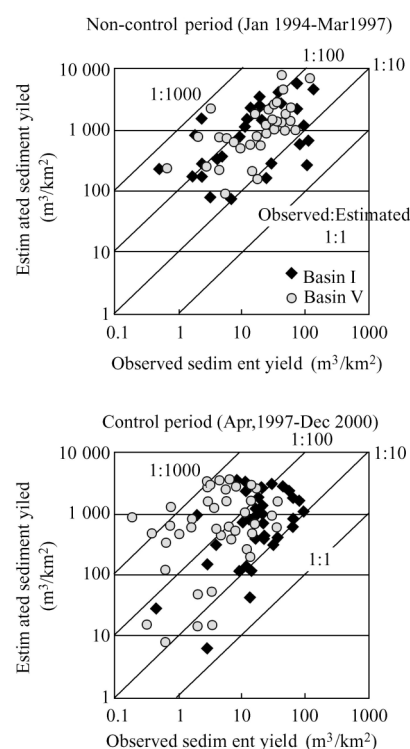 Non-control period (Jan 1994-Mar1997)
1:100
1:10
10 000
1:1000
1 000
100
Observed:Estimated
1:1
10
Basin I
Basin V
1
0.1 1 10 100 1000
Estim ated sediment yiled
(m³/km²)
Observed sedim ent yield (m³/km²)
Control period (Apr,1997-Dec 2000)
1:100
1:10
10 000
1:1000
1 000
1:1
100
10
1
0.1 1 10 100 1000
Estim ated sediment yiled
(m³/km²)
Observed sedim ent yield (m³/km²)